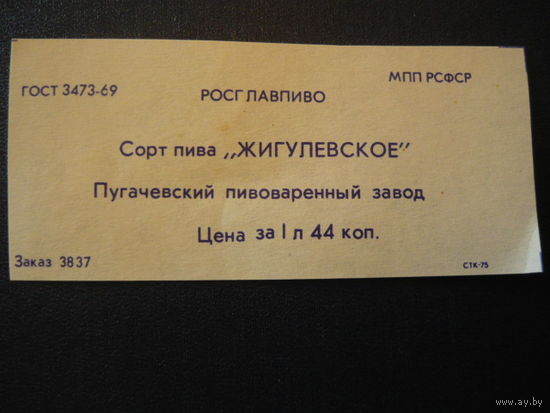 ГОСТ 3473-69
МПП РСФСР
РОСГЛАВПИВО
Сорт пива „ЖИГУЛЕВСКОЕ"
Пугачевский пивоваренный завод
Цена за 1 л 44 коп.
Заказ 3837
СТК-75
www.ay.by